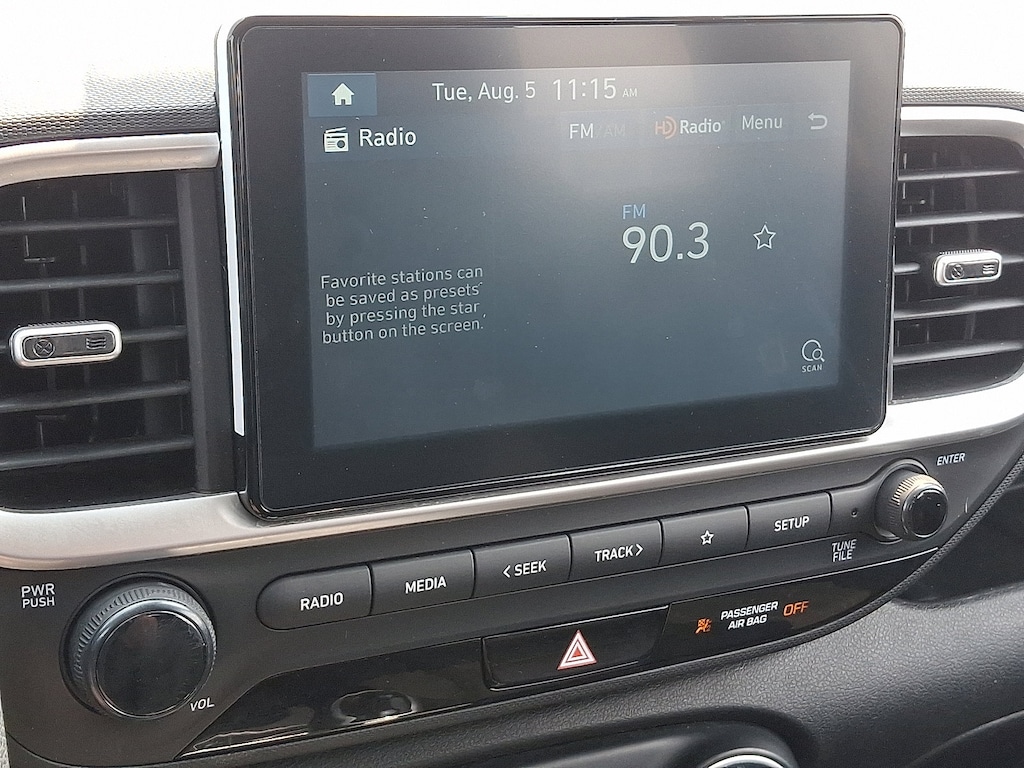 Tue, Aug. 5 11:15 AM
Radio FM/AM HD Radio Menu
FM
90.3
Favorite stations can
be saved as presets
by pressing the star
button on the screen.
SCAN
ENTER
PWR
PUSH
RADIO MEDIA < SEEK TRACK > SETUP
TUNE
FILE
VOL
PASSENGER
AIR BAG OFF